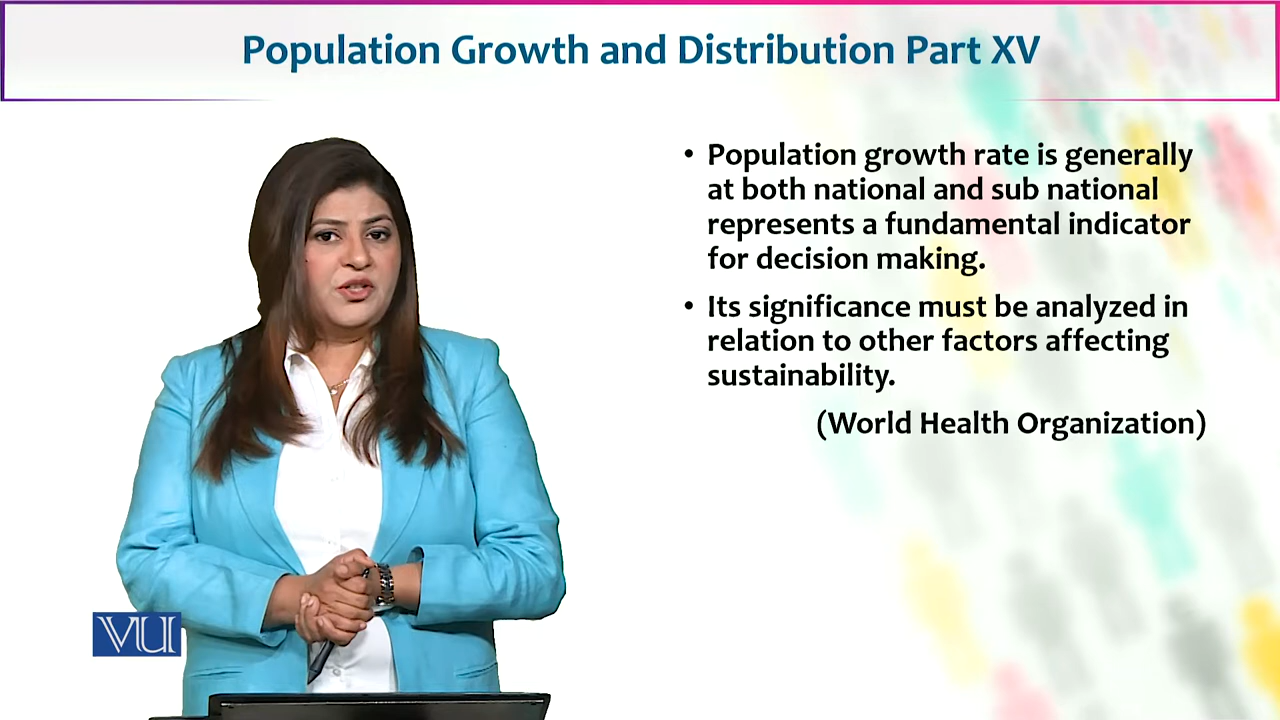 Population Growth and Distribution Part XV
• Population growth rate is generally
at both national and sub national
represents a fundamental indicator
for decision making.
• Its significance must be analyzed in
relation to other factors affecting
sustainability.
(World Health Organization)
VU